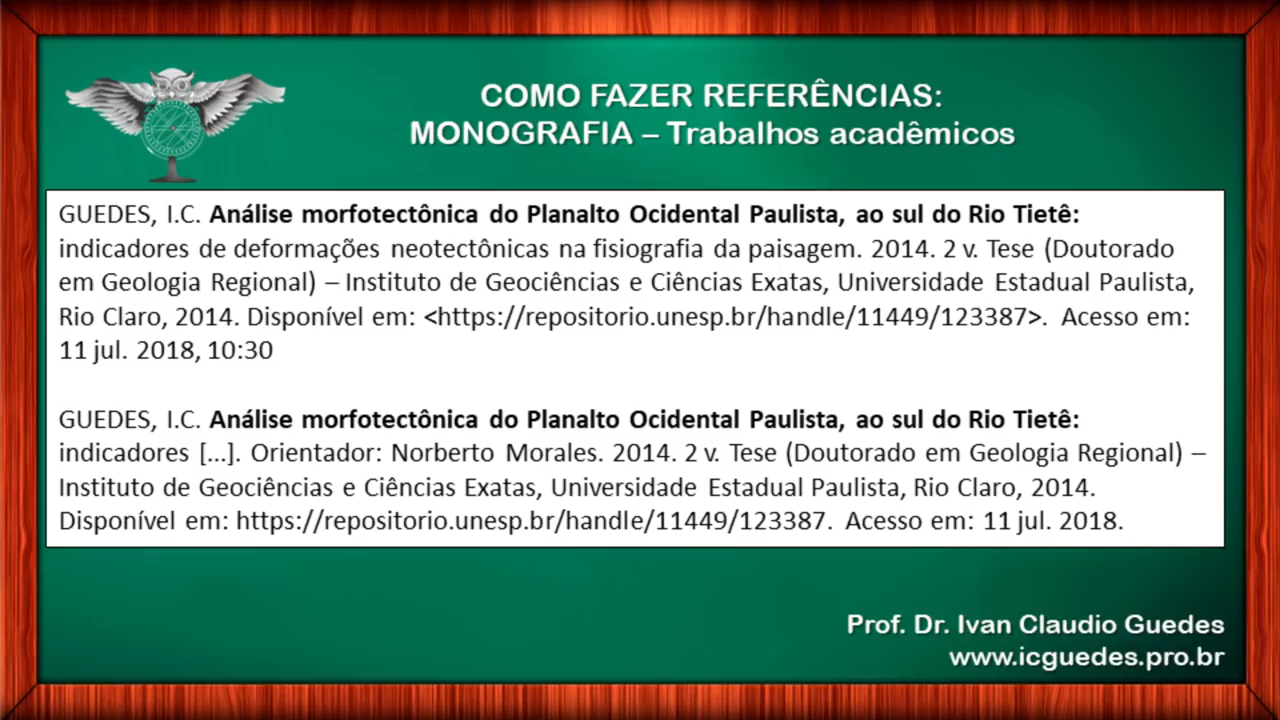 COMO FAZER REFERÊNCIAS:
MONOGRAFIA – Trabalhos acadêmicos
GUEDES, I.C. Análise morfotectônica do Planalto Ocidental Paulista, ao sul do Rio Tietê:
indicadores de deformações neotectônicas na fisiografia da paisagem. 2014. 2 v. Tese (Doutorado
em Geologia Regional) – Instituto de Geociências e Ciências Exatas, Universidade Estadual Paulista,
Rio Claro, 2014. Disponível em: <https://repositorio.unesp.br/handle/11449/123387>. Acesso em:
11 jul. 2018, 10:30
GUEDES, I.C. Análise morfotectônica do Planalto Ocidental Paulista, ao sul do Rio Tietê:
indicadores [...]. Orientador: Norberto Morales. 2014. 2 v. Tese (Doutorado em Geologia Regional) –
Instituto de Geociências e Ciências Exatas, Universidade Estadual Paulista, Rio Claro, 2014.
Disponível em: https://repositorio.unesp.br/handle/11449/123387. Acesso em: 11 jul. 2018.
Prof. Dr. Ivan Claudio Guedes
www.icguedes.pro.br